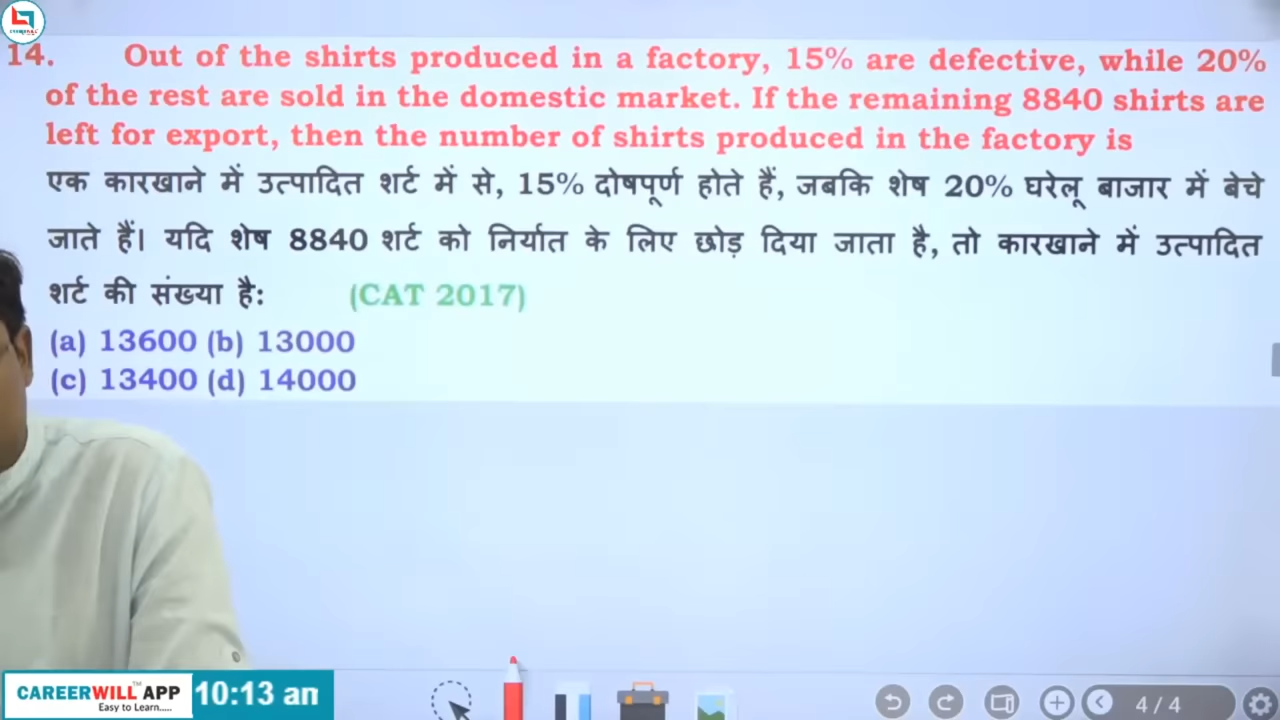 CAREERWILL
14. Out of the shirts produced in a factory, 15% are defective, while 20%
of the rest are sold in the domestic market. If the remaining 8840 shirts are
left for export, then the number of shirts produced in the factory is
एक कारखाने में उत्पादित शर्ट में से, 15% दोषपूर्ण होते हैं, जबकि शेष 20% घरेलू बाजार में बेचे
जाते हैं। यदि शेष 8840 शर्ट को निर्यात के लिए छोड़ दिया जाता है, तो कारखाने में उत्पादित
शर्ट की संख्या है: (CAT 2017)
(a) 13600 (b) 13000
(c) 13400 (d) 14000
CAREERWILL™ APP
Easy to Learn.....
10:13 an
4 / 4